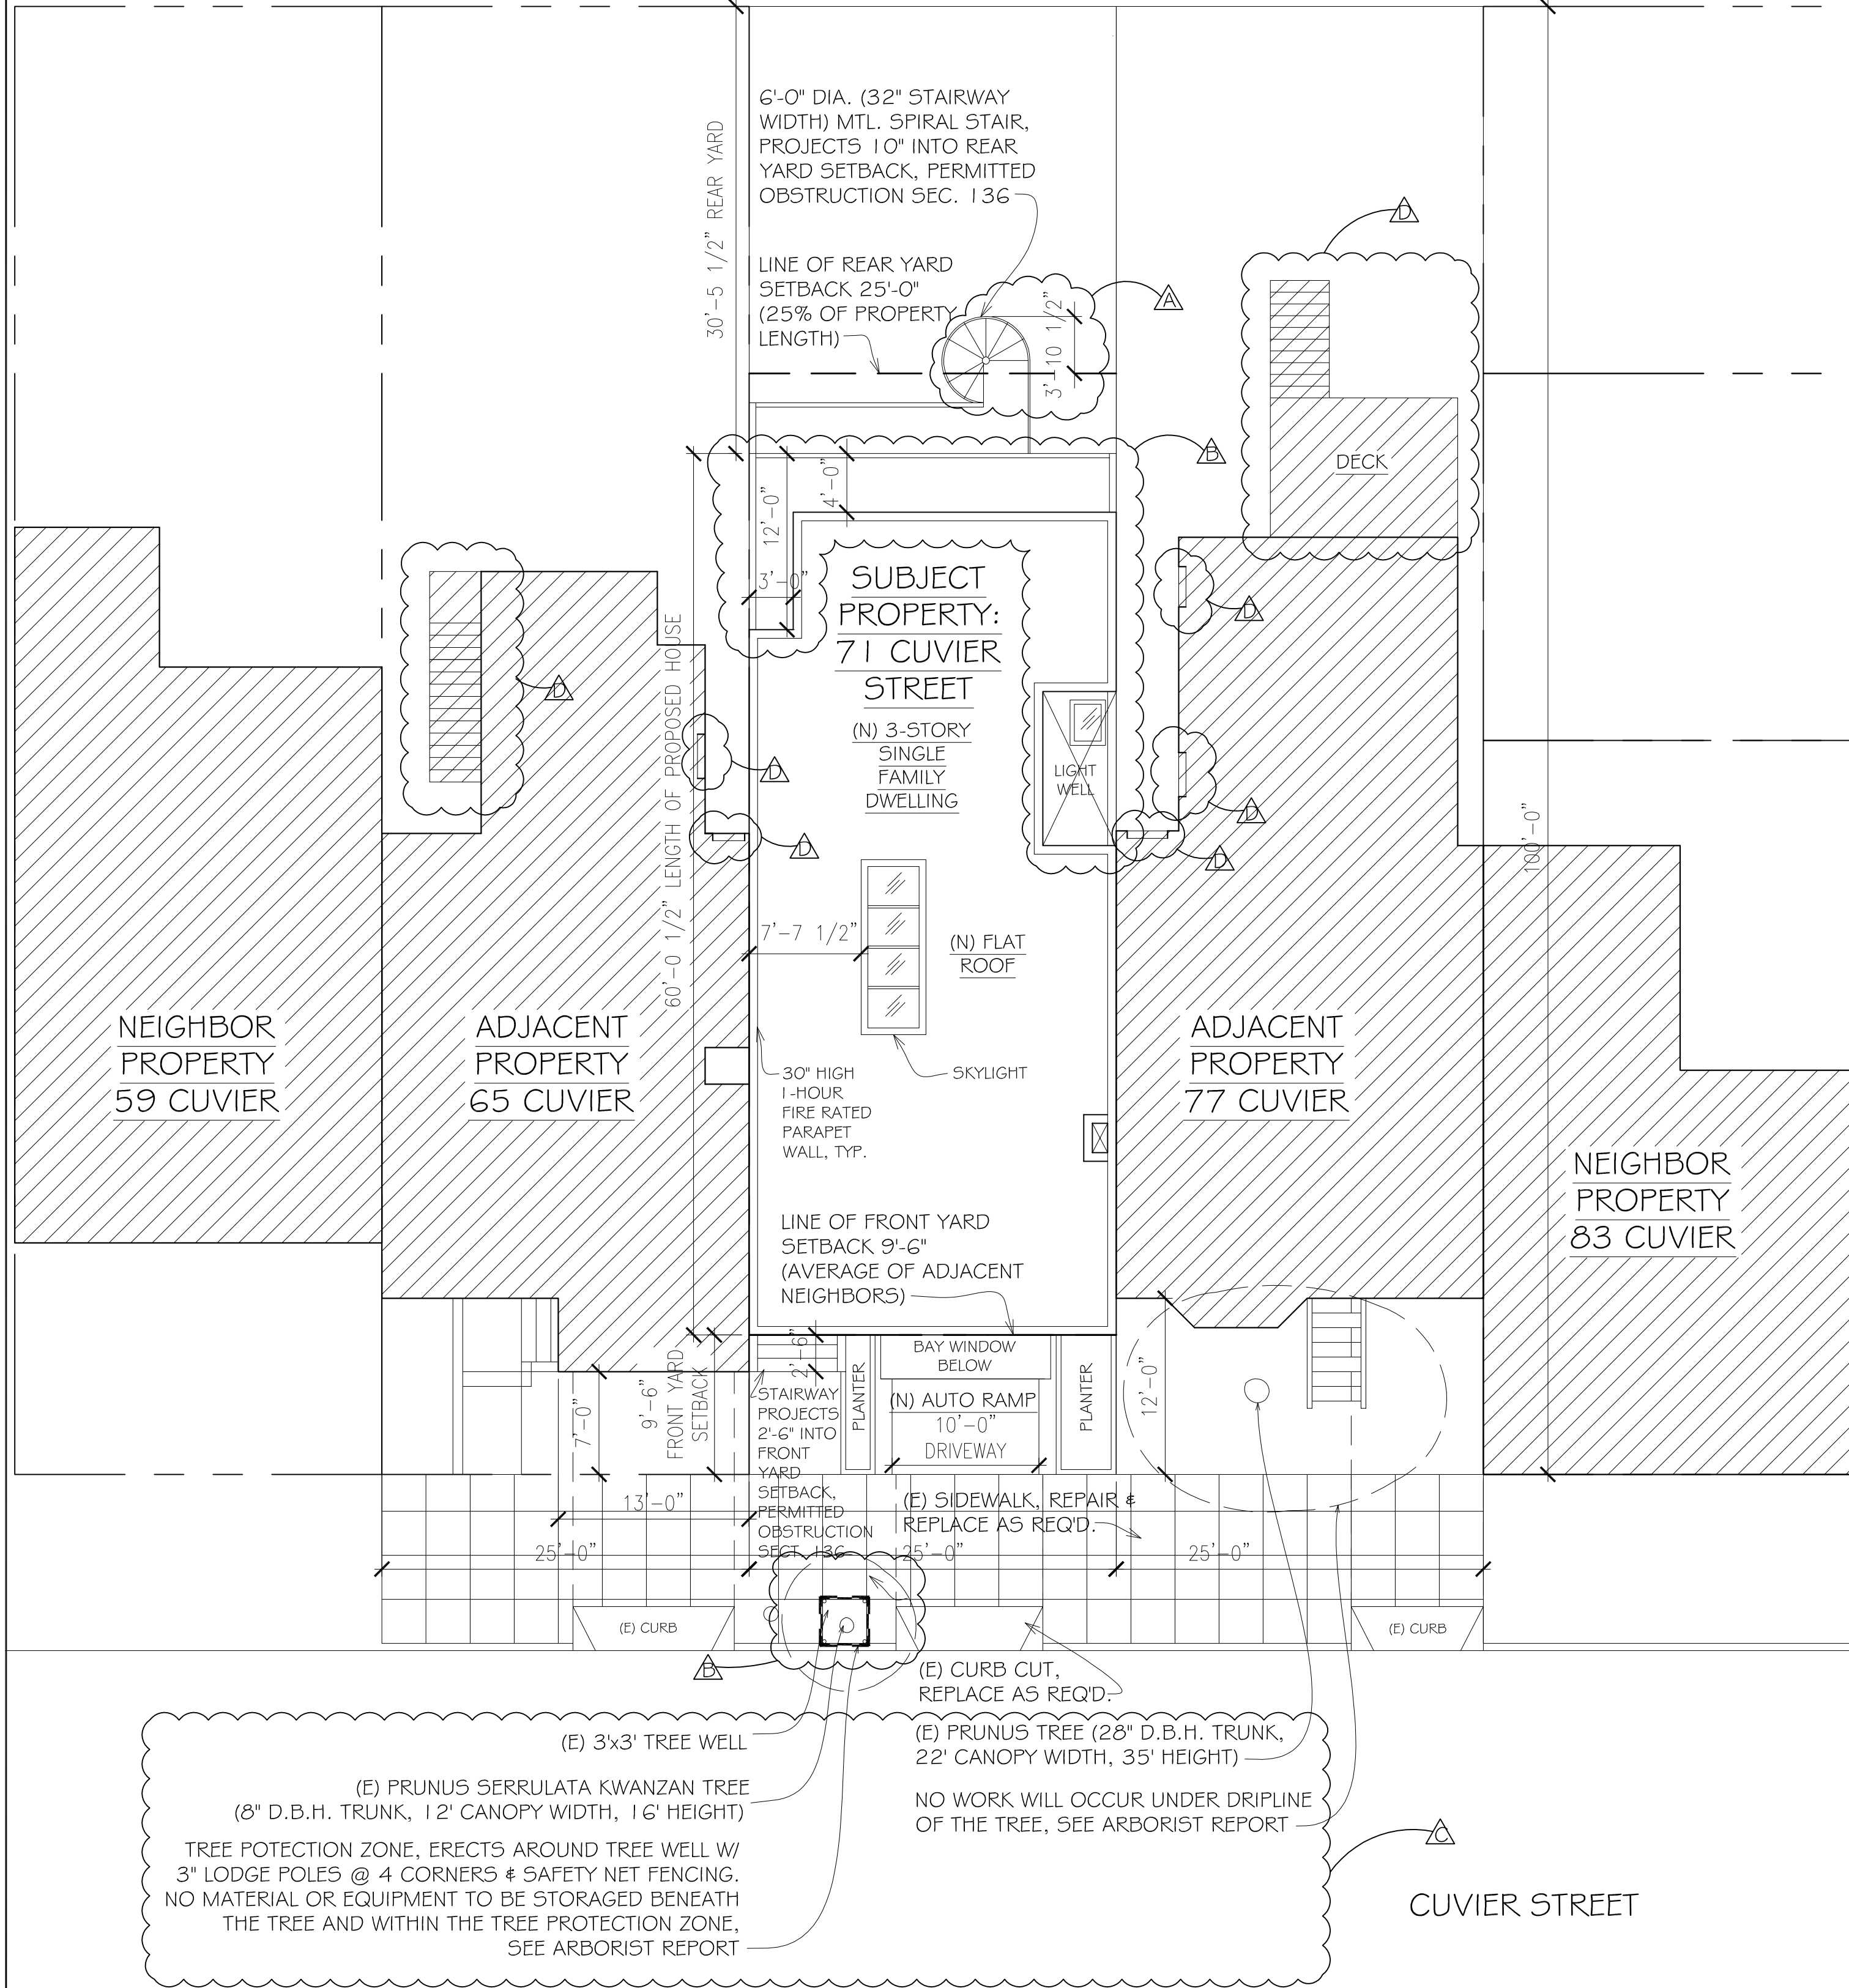 6'-0" DIA. (32" STAIRWAY
WIDTH) MTL. SPIRAL STAIR,
PROJECTS 10" INTO REAR
YARD SETBACK, PERMITTED
OBSTRUCTION SEC. 136
30'-5 1/2" REAR YARD
LINE OF REAR YARD
SETBACK 25'-0"
(25% OF PROPERTY
LENGTH)
3'-10 1/2"
A
D
B
DECK
12'-0"
4'-0"
3'-0"
SUBJECT
PROPERTY:
71 CUVIER
STREET
(N) 3-STORY
SINGLE
FAMILY
DWELLING
LIGHT
WELL
D
D
D
D
D
D
60'-0 1/2" LENGTH OF PROPOSED HOUSE
100'-0"
7'-7 1/2"
(N) FLAT
ROOF
NEIGHBOR
PROPERTY
59 CUVIER
ADJACENT
PROPERTY
65 CUVIER
30" HIGH
1-HOUR
FIRE RATED
PARAPET
WALL, TYP.
SKYLIGHT
ADJACENT
PROPERTY
77 CUVIER
NEIGHBOR
PROPERTY
83 CUVIER
LINE OF FRONT YARD
SETBACK 9'-6"
(AVERAGE OF ADJACENT
NEIGHBORS)
7'-0"
9'-6"
FRONT YARD
SETBACK
2'-6"
STAIRWAY
PROJECTS
2'-6" INTO
FRONT
YARD
SETBACK,
PERMITTED
OBSTRUCTION
SECT. 136
PLANTER
BAY WINDOW
BELOW
(N) AUTO RAMP
10'-0"
DRIVEWAY
PLANTER
12'-0"
13'-0"
(E) SIDEWALK, REPAIR &
REPLACE AS REQ'D.
25'-0"
25'-0"
25'-0"
(E) CURB
(E) CURB
B
(E) CURB CUT,
REPLACE AS REQ'D.
(E) 3'x3' TREE WELL
(E) PRUNUS SERRULATA KWANZAN TREE
(8" D.B.H. TRUNK, 12' CANOPY WIDTH, 16' HEIGHT)
TREE POTECTION ZONE, ERECTS AROUND TREE WELL W/
3" LODGE POLES @ 4 CORNERS & SAFETY NET FENCING.
NO MATERIAL OR EQUIPMENT TO BE STORAGED BENEATH
THE TREE AND WITHIN THE TREE PROTECTION ZONE,
SEE ARBORIST REPORT
(E) PRUNUS TREE (28" D.B.H. TRUNK,
22' CANOPY WIDTH, 35' HEIGHT)
NO WORK WILL OCCUR UNDER DRIPLINE
OF THE TREE, SEE ARBORIST REPORT
C
CUVIER STREET